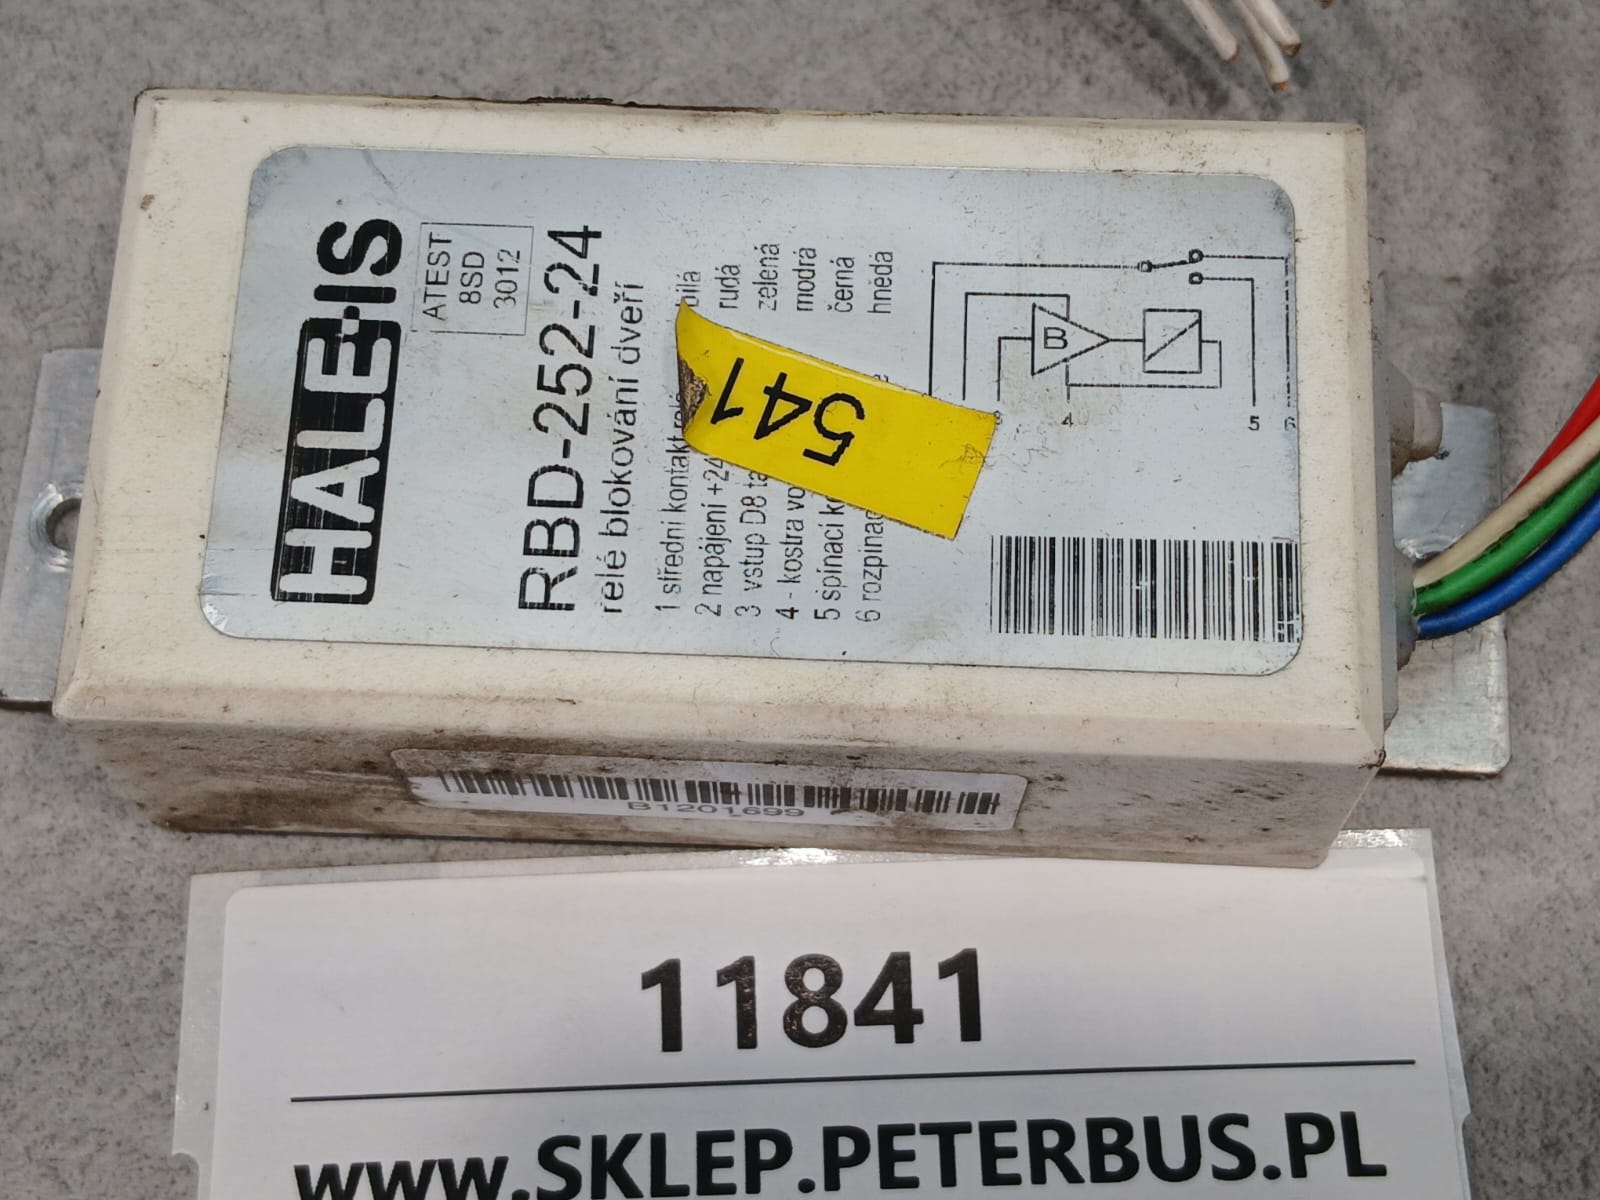 HALE-IS
ATEST
8SD
3012
RBD-252-24
relé blokování dveří
1 střední kontakt relé bílá
2 napájení +24 rudá
3 vstup D8 zelená
4 - kostra modrá
5 spínací černá
6 hnědá
541
B
4 5
B1201699
11841
www.SKLEP.PETERBUS.PL